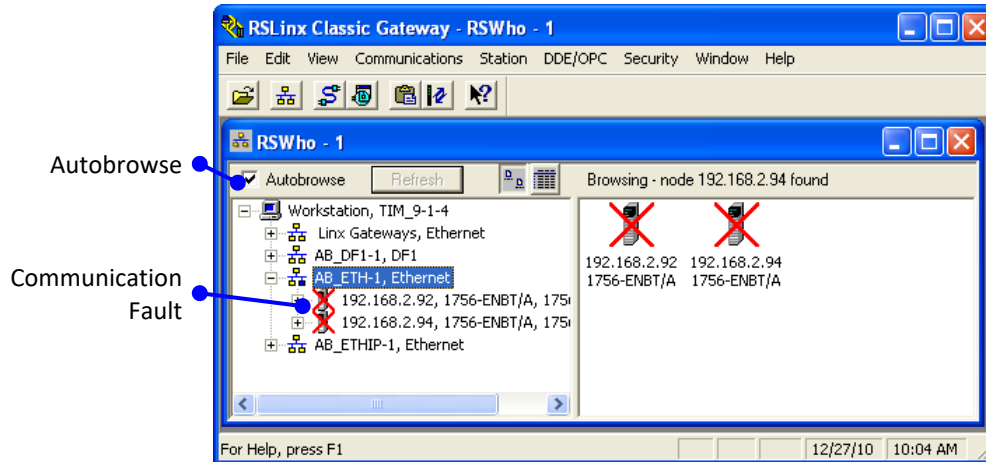 RSLinx Classic Gateway - RSWho - 1
File Edit View Communications Station DDE/OPC Security Window Help
RSWho - 1
Autobrowse
Autobrowse Refresh Browsing - node 192.168.2.94 found
Workstation, TIM_9-1-4
Linx Gateways, Ethernet
AB_DF1-1, DF1
AB_ETH-1, Ethernet
192.168.2.92, 1756-ENBT/A, 175
192.168.2.94, 1756-ENBT/A, 175
AB_ETHIP-1, Ethernet
192.168.2.92 192.168.2.94
1756-ENBT/A 1756-ENBT/A
Communication
Fault
For Help, press F1 12/27/10 10:04 AM